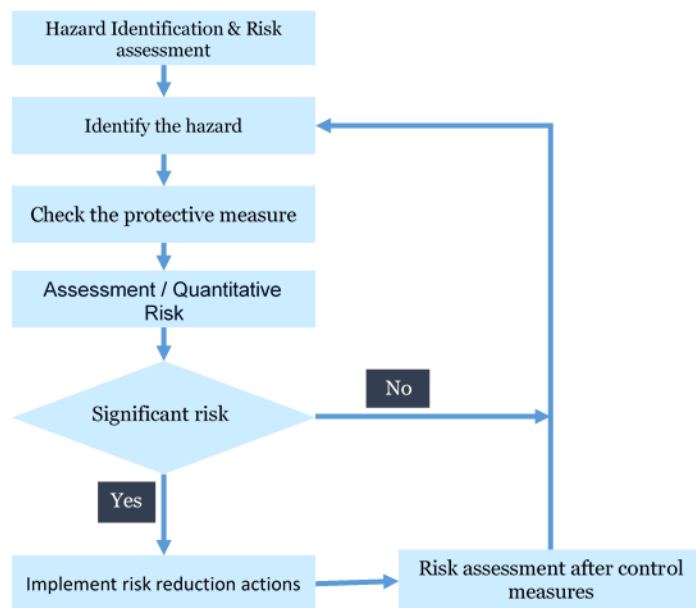 Hazard Identification & Risk
assessment
Identify the hazard
Check the protective measure
Assessment / Quantitative
Risk
Significant risk
No
Yes
Implement risk reduction actions
Risk assessment after control
measures